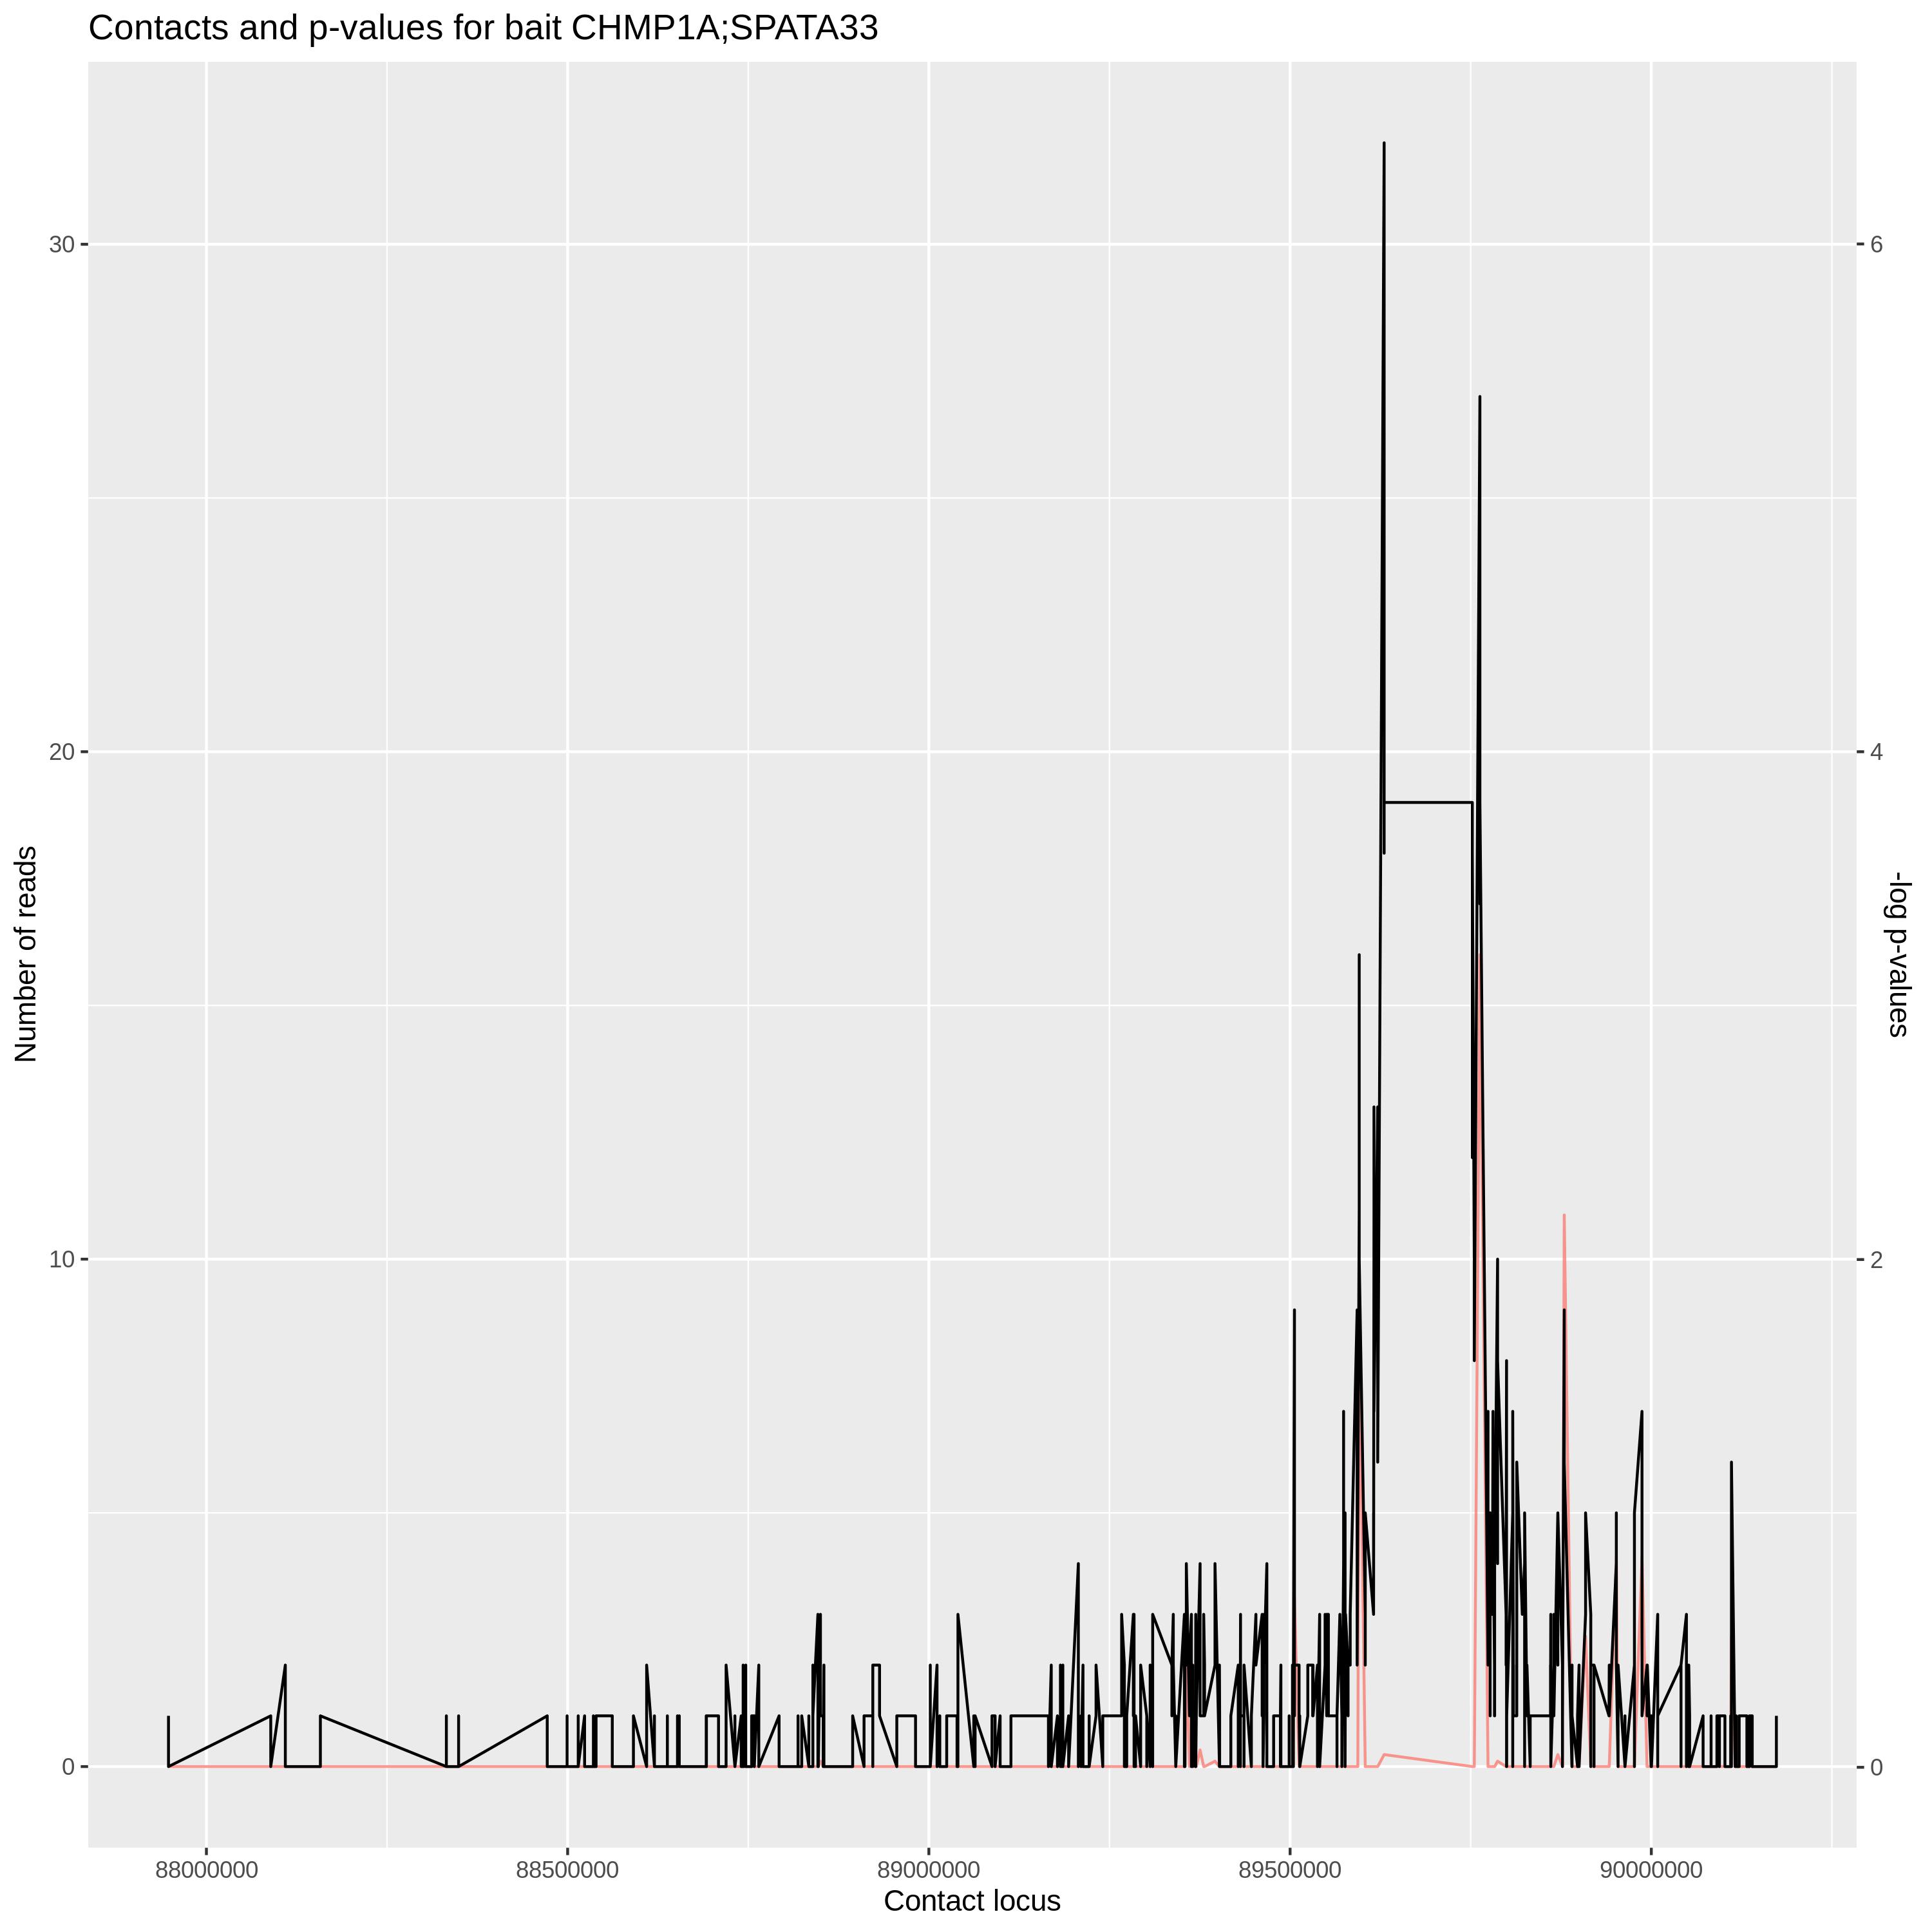 Contacts and p-values for bait CHMP1A;SPATA33
30
20
10
0
Number of reads
6
4
2
0
-log p-values
88000000 88500000 89000000 89500000 90000000
Contact locus